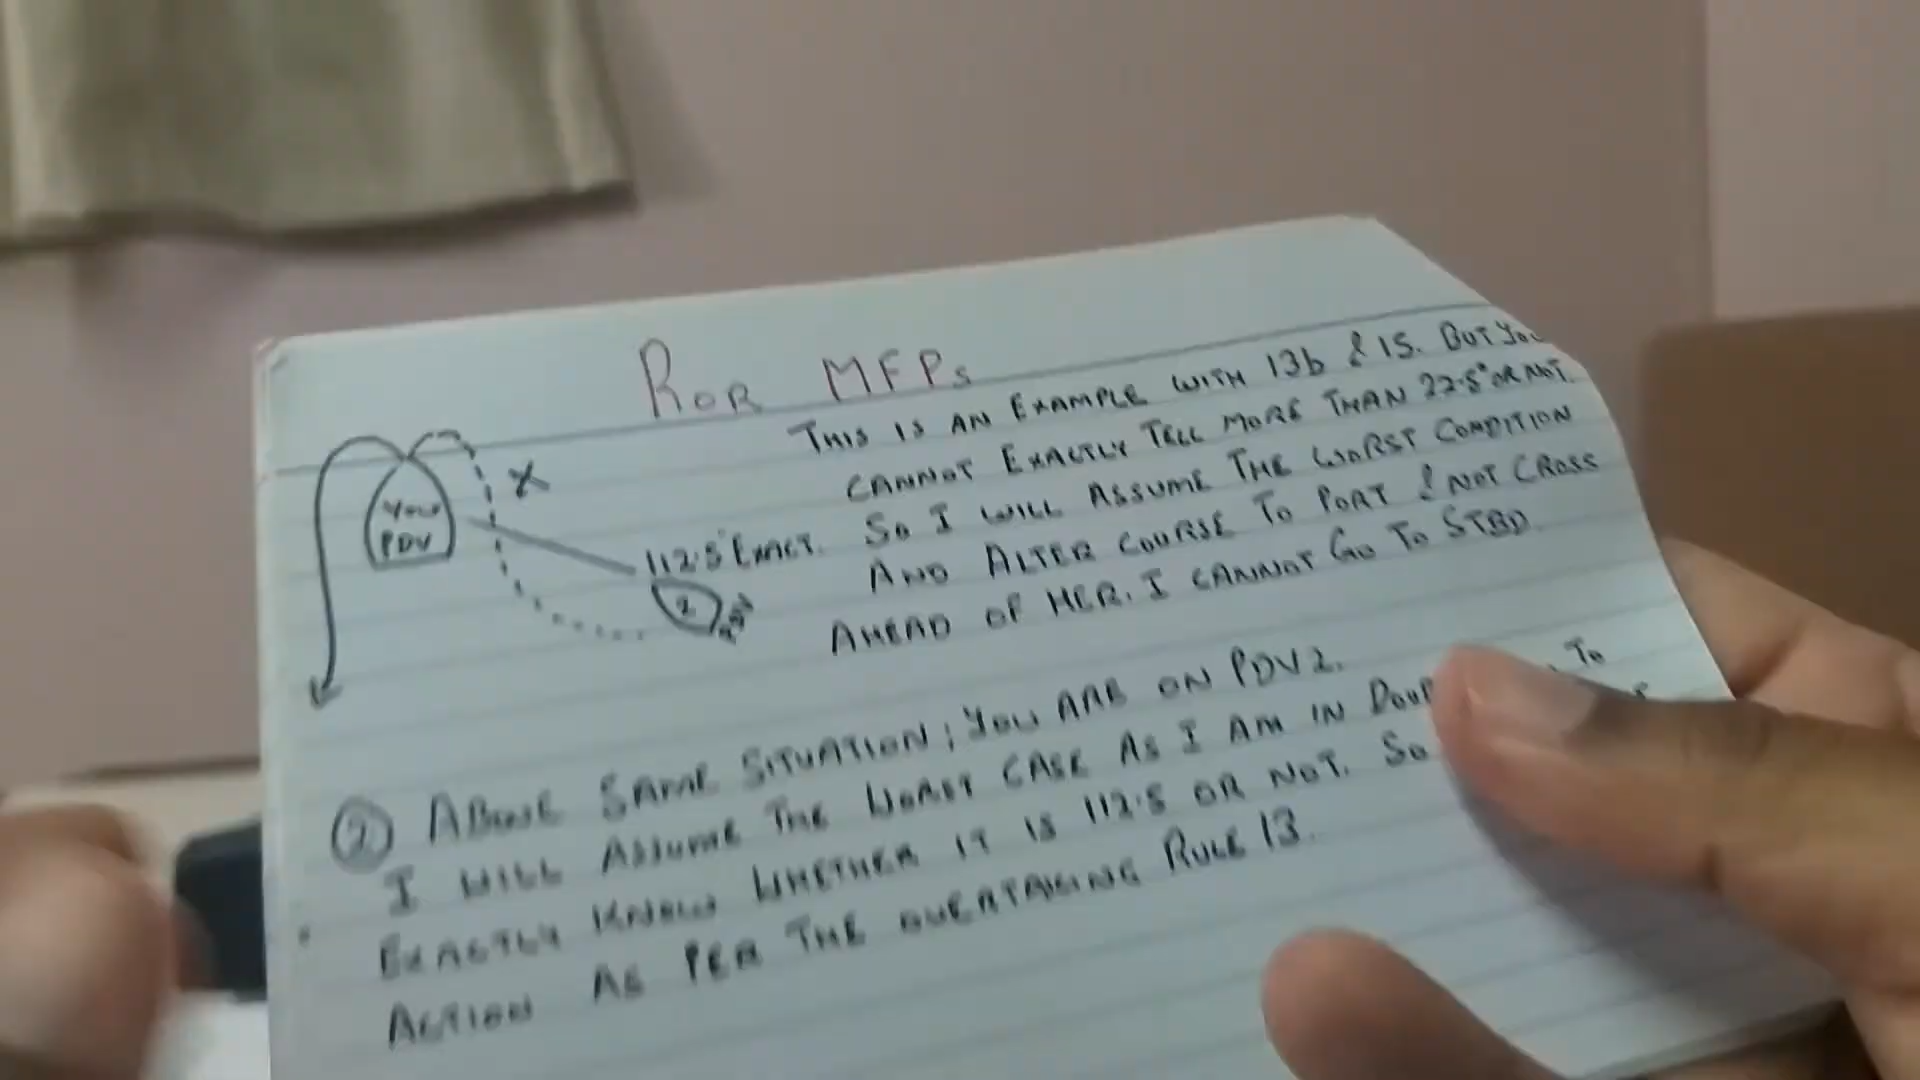 ROR MFPs
THIS IS AN EXAMPLE WITH 13b & 15. BUT YOU
CANNOT EXACTLY TELL MORE THAN 22.5° OR NOT.
SO I WILL ASSUME THE WORST CONDITION
AND ALTER COURSE TO PORT & NOT CROSS
AHEAD OF HER. I CANNOT GO TO STBD.
X
YOUR
PDV
112.5° EXACT.
2
② ABOVE SAME SITUATION; YOU ARE ON PDV2.
I WILL ASSUME THE WORST CASE AS I AM IN TO
EXACTLY KNOW WHETHER IT IS 112.5 OR NOT. SO
ACTION AS PER THE OVERTAKING RULE 13.